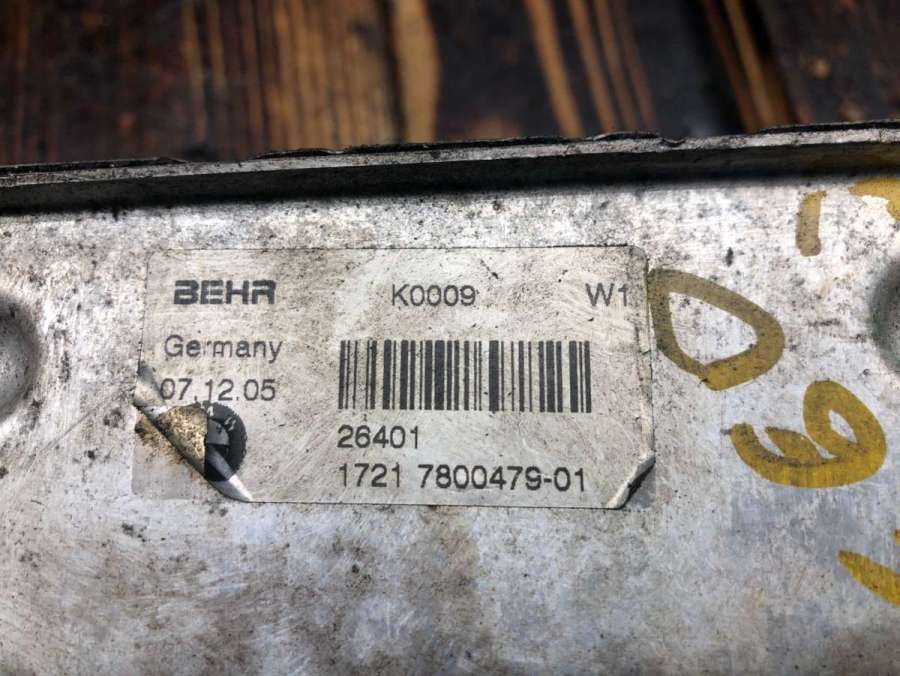 BEHR K0009 W1
Germany
07.12.05
26401
1721 7800479-01